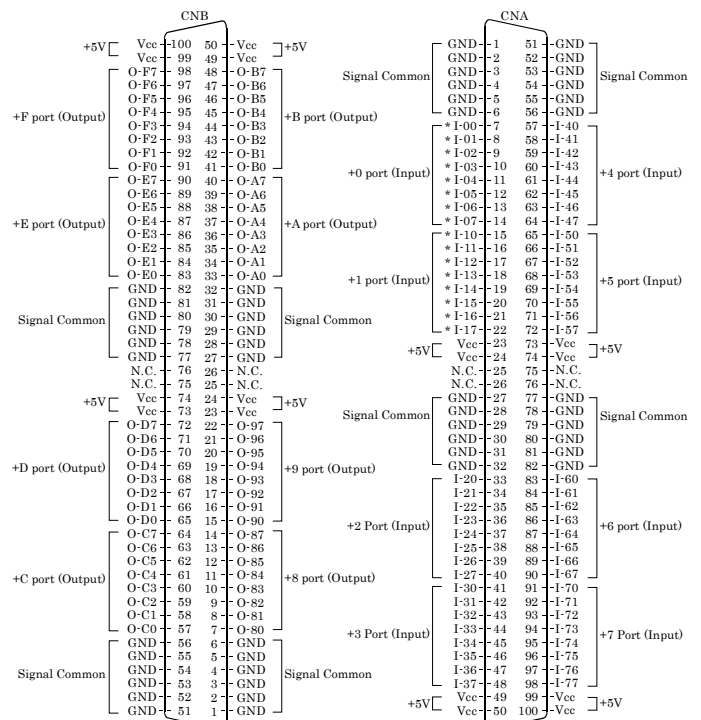 CNB
+5V Vcc 100 50 Vcc +5V
Vcc 99 49 Vcc
O-F7 98 48 O-B7
O-F6 97 47 O-B6
O-F5 96 46 O-B5
+F port (Output) O-F4 95 45 O-B4 +B port (Output)
O-F3 94 44 O-B3
O-F2 93 43 O-B2
O-F1 92 42 O-B1
O-F0 91 41 O-B0
O-E7 90 40 O-A7
O-E6 89 39 O-A6
O-E5 88 38 O-A5
+E port (Output) O-E4 87 37 O-A4 +A port (Output)
O-E3 86 36 O-A3
O-E2 85 35 O-A2
O-E1 84 34 O-A1
O-E0 83 33 O-A0
GND 82 32 GND
GND 81 31 GND
Signal Common GND 80 30 GND Signal Common
GND 79 29 GND
GND 78 28 GND
GND 77 27 GND
N.C. 76 26 N.C.
N.C. 75 25 N.C.
+5V Vcc 74 24 Vcc +5V
Vcc 73 23 Vcc
O-D7 72 22 O-97
O-D6 71 21 O-96
O-D5 70 20 O-95
+D port (Output) O-D4 69 19 O-94 +9 port (Output)
O-D3 68 18 O-93
O-D2 67 17 O-92
O-D1 66 16 O-91
O-D0 65 15 O-90
O-C7 64 14 O-87
O-C6 63 13 O-86
O-C5 62 12 O-85
+C port (Output) O-C4 61 11 O-84 +8 port (Output)
O-C3 60 10 O-83
O-C2 59 9 O-82
O-C1 58 8 O-81
O-C0 57 7 O-80
GND 56 6 GND
GND 55 5 GND
Signal Common GND 54 4 GND Signal Common
GND 53 3 GND
GND 52 2 GND
GND 51 1 GND
CNA
GND 1 51 GND
GND 2 52 GND
Signal Common GND 3 53 GND Signal Common
GND 4 54 GND
GND 5 55 GND
GND 6 56 GND
* I-00 7 57 I-40
* I-01 8 58 I-41
* I-02 9 59 I-42
+0 port (Input) * I-03 10 60 I-43 +4 port (Input)
* I-04 11 61 I-44
* I-05 12 62 I-45
* I-06 13 63 I-46
* I-07 14 64 I-47
* I-10 15 65 I-50
* I-11 16 66 I-51
* I-12 17 67 I-52
+1 port (Input) * I-13 18 68 I-53 +5 port (Input)
* I-14 19 69 I-54
* I-15 20 70 I-55
* I-16 21 71 I-56
* I-17 22 72 I-57
+5V Vcc 23 73 Vcc +5V
Vcc 24 74 Vcc
N.C. 25 75 N.C.
N.C. 26 76 N.C.
GND 27 77 GND
Signal Common GND 28 78 GND Signal Common
GND 29 79 GND
GND 30 80 GND
GND 31 81 GND
GND 32 82 GND
I-20 33 83 I-60
I-21 34 84 I-61
I-22 35 85 I-62
+2 Port (Input) I-23 36 86 I-63 +6 port (Input)
I-24 37 87 I-64
I-25 38 88 I-65
I-26 39 89 I-66
I-27 40 90 I-67
I-30 41 91 I-70
I-31 42 92 I-71
I-32 43 93 I-72
+3 Port (Input) I-33 44 94 I-73 +7 Port (Input)
I-34 45 95 I-74
I-35 46 96 I-75
I-36 47 97 I-76
I-37 48 98 I-77
+5V Vcc 49 99 Vcc +5V
Vcc 50 100 Vcc